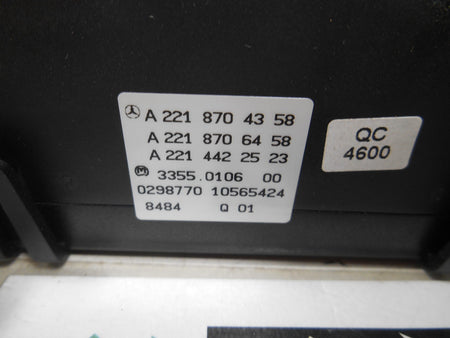 A 221 870 43 58
A 221 870 64 58
A 221 442 25 23
M 3355.0106 00
0298770 10565424
8484 Q 01
QC
4600